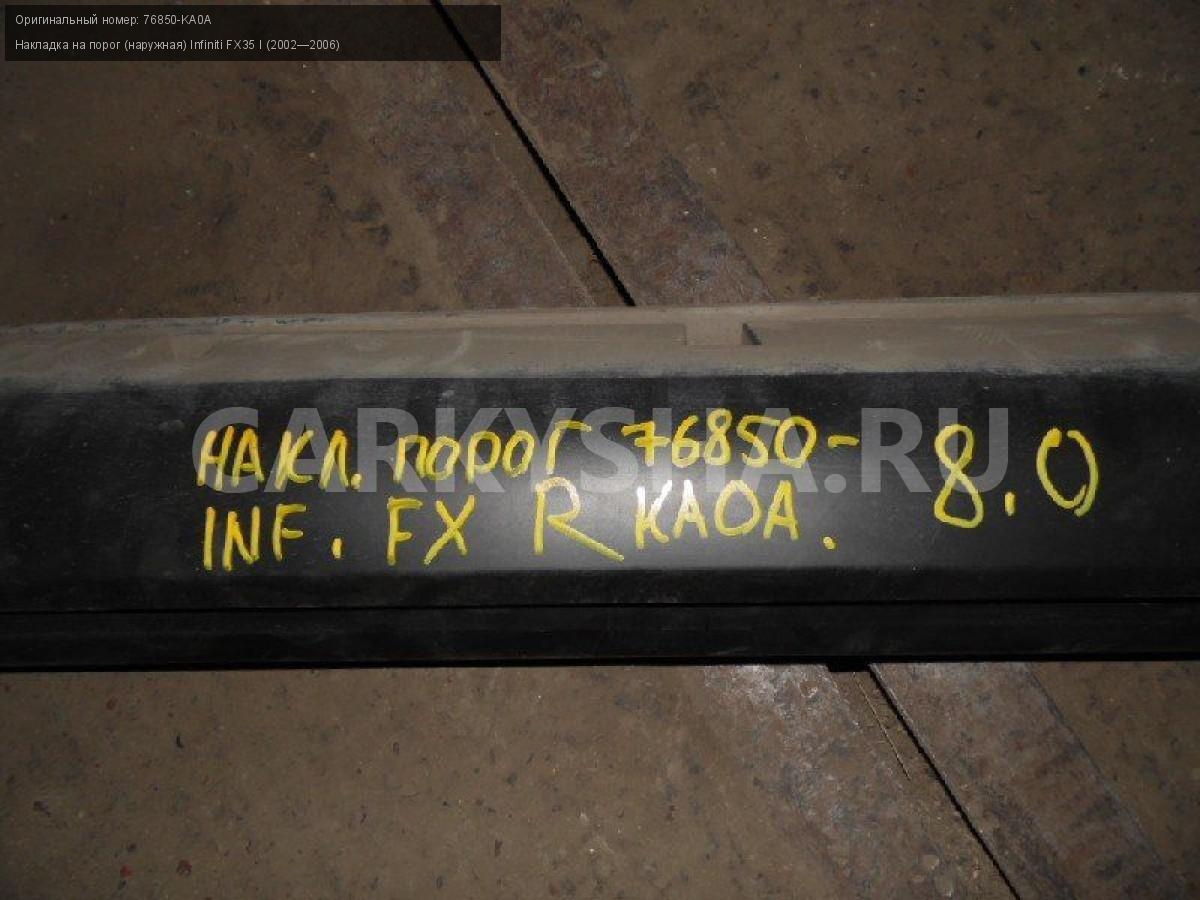 Оригинальный номер: 76850-KA0A
Накладка на порог (наружная) Infiniti FX35 I (2002—2006)
CARKYSHA.RU
НАКЛ. ПОРОГ 76850- 8.0
INF. FX R KAOA.